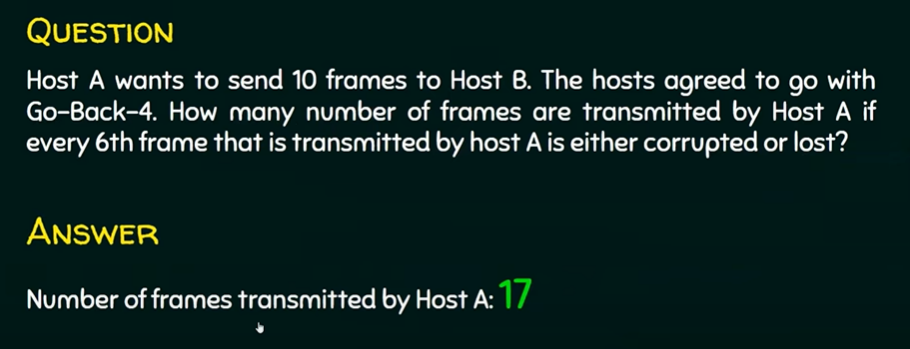 QUESTION
Host A wants to send 10 frames to Host B. The hosts agreed to go with
Go-Back-4. How many number of frames are transmitted by Host A if
every 6th frame that is transmitted by host A is either corrupted or lost?
ANSWER
Number of frames transmitted by Host A: 17